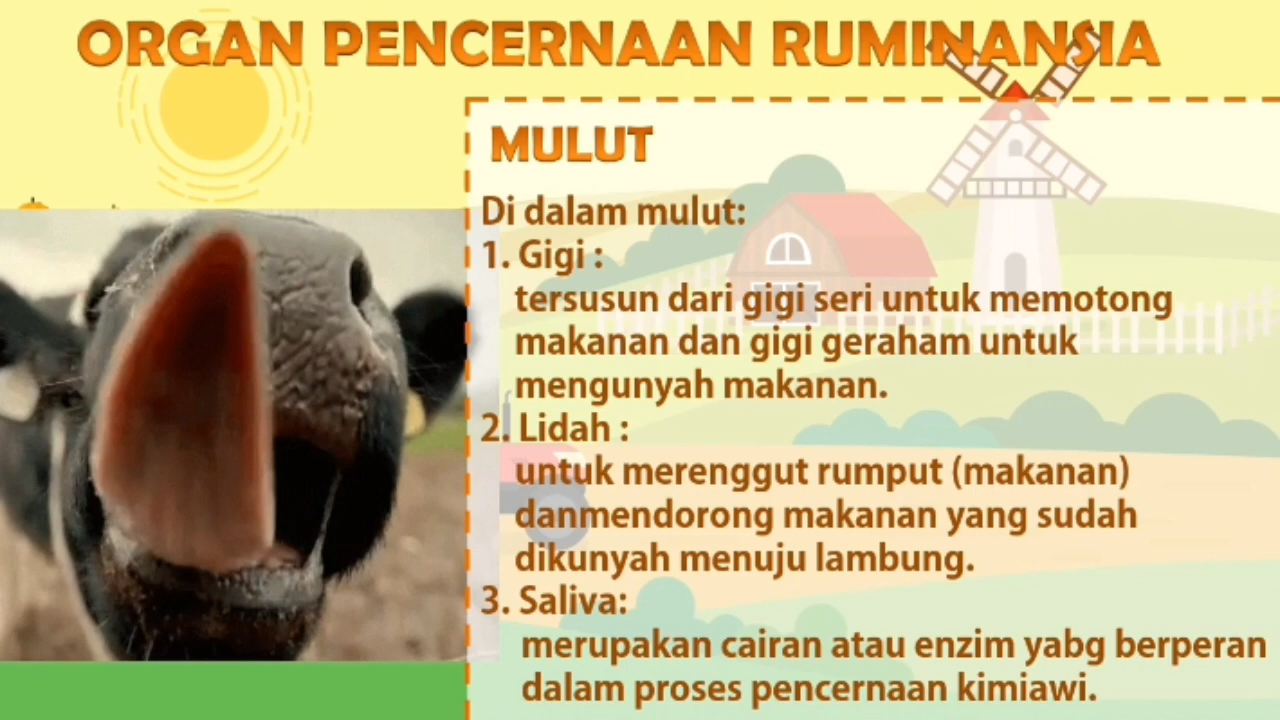 ORGAN PENCERNAAN RUMINANSIA
MULUT
Di dalam mulut:
1. Gigi :
tersusun dari gigi seri untuk memotong
makanan dan gigi geraham untuk
mengunyah makanan.
2. Lidah :
untuk merenggut rumput (makanan)
danmendorong makanan yang sudah
dikunyah menuju lambung.
3. Saliva:
merupakan cairan atau enzim yabg berperan
dalam proses pencernaan kimiawi.